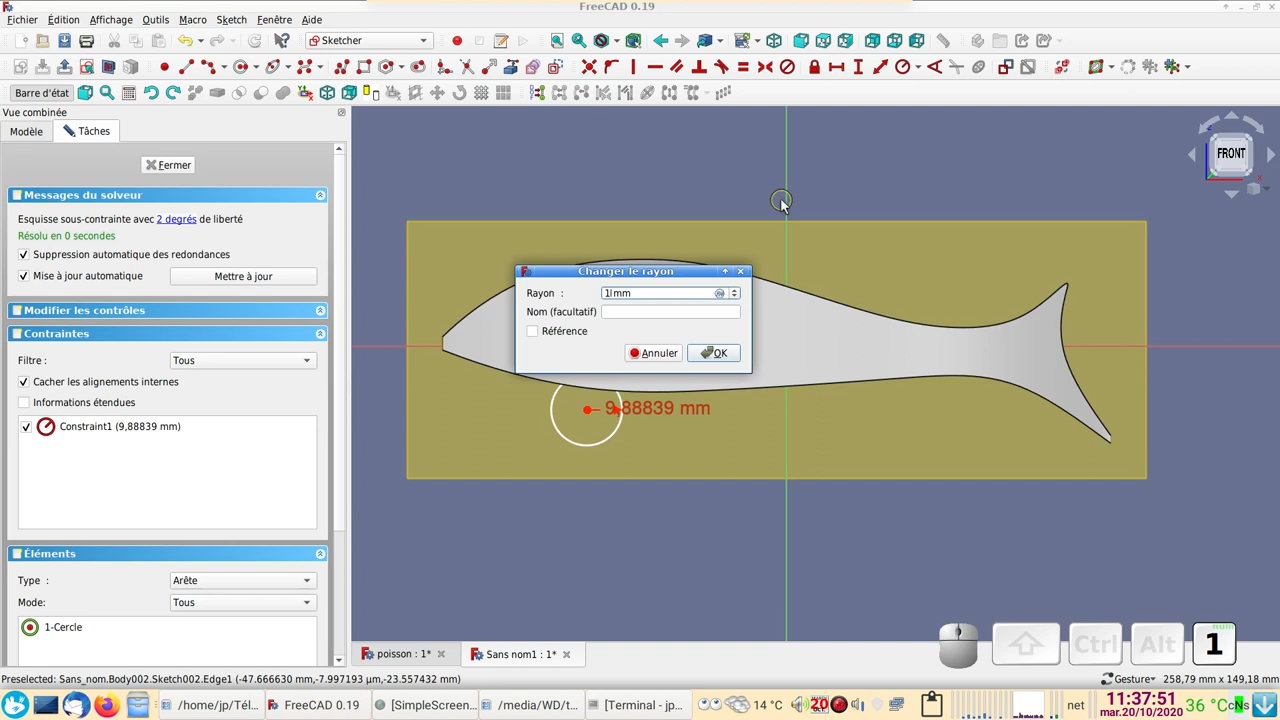 FreeCAD 0.19
Fichier Édition Affichage Outils Macro Sketch Fenêtre Aide
Sketcher
Barre d'état
Vue combinée
Modèle Tâches
Fermer
Messages du solveur
Esquisse sous-contrainte avec 2 degrés de liberté
Résolu en 0 secondes
Suppression automatique des redondances
Mise à jour automatique Mettre à jour
Modifier les contrôles
Contraintes
Filtre : Tous
Cacher les alignements internes
Informations étendues
Constraint1 (9,88839 mm)
Éléments
Type : Arête
Mode: Tous
1-Cercle
FRONT
Changer le rayon
Rayon : 1 mm
Nom (facultatif)
Référence
Annuler OK
9,88839 mm
Ctrl Alt 1
poisson : 1* Sans nom1 : 1*
Preselected: Sans_nom.Body002.Sketch002.Edge1 (-47.666630 mm,-7.997193 mm,-23.557432 mm) Gesture 258,79 mm x 149,18 mm
/home/jp/Tél... FreeCAD 0.19 [SimpleScreen... /media/WD/t... [Terminal - jp... 14 °C 20 net 11:37:51 mar.20/10/2020 36 °C